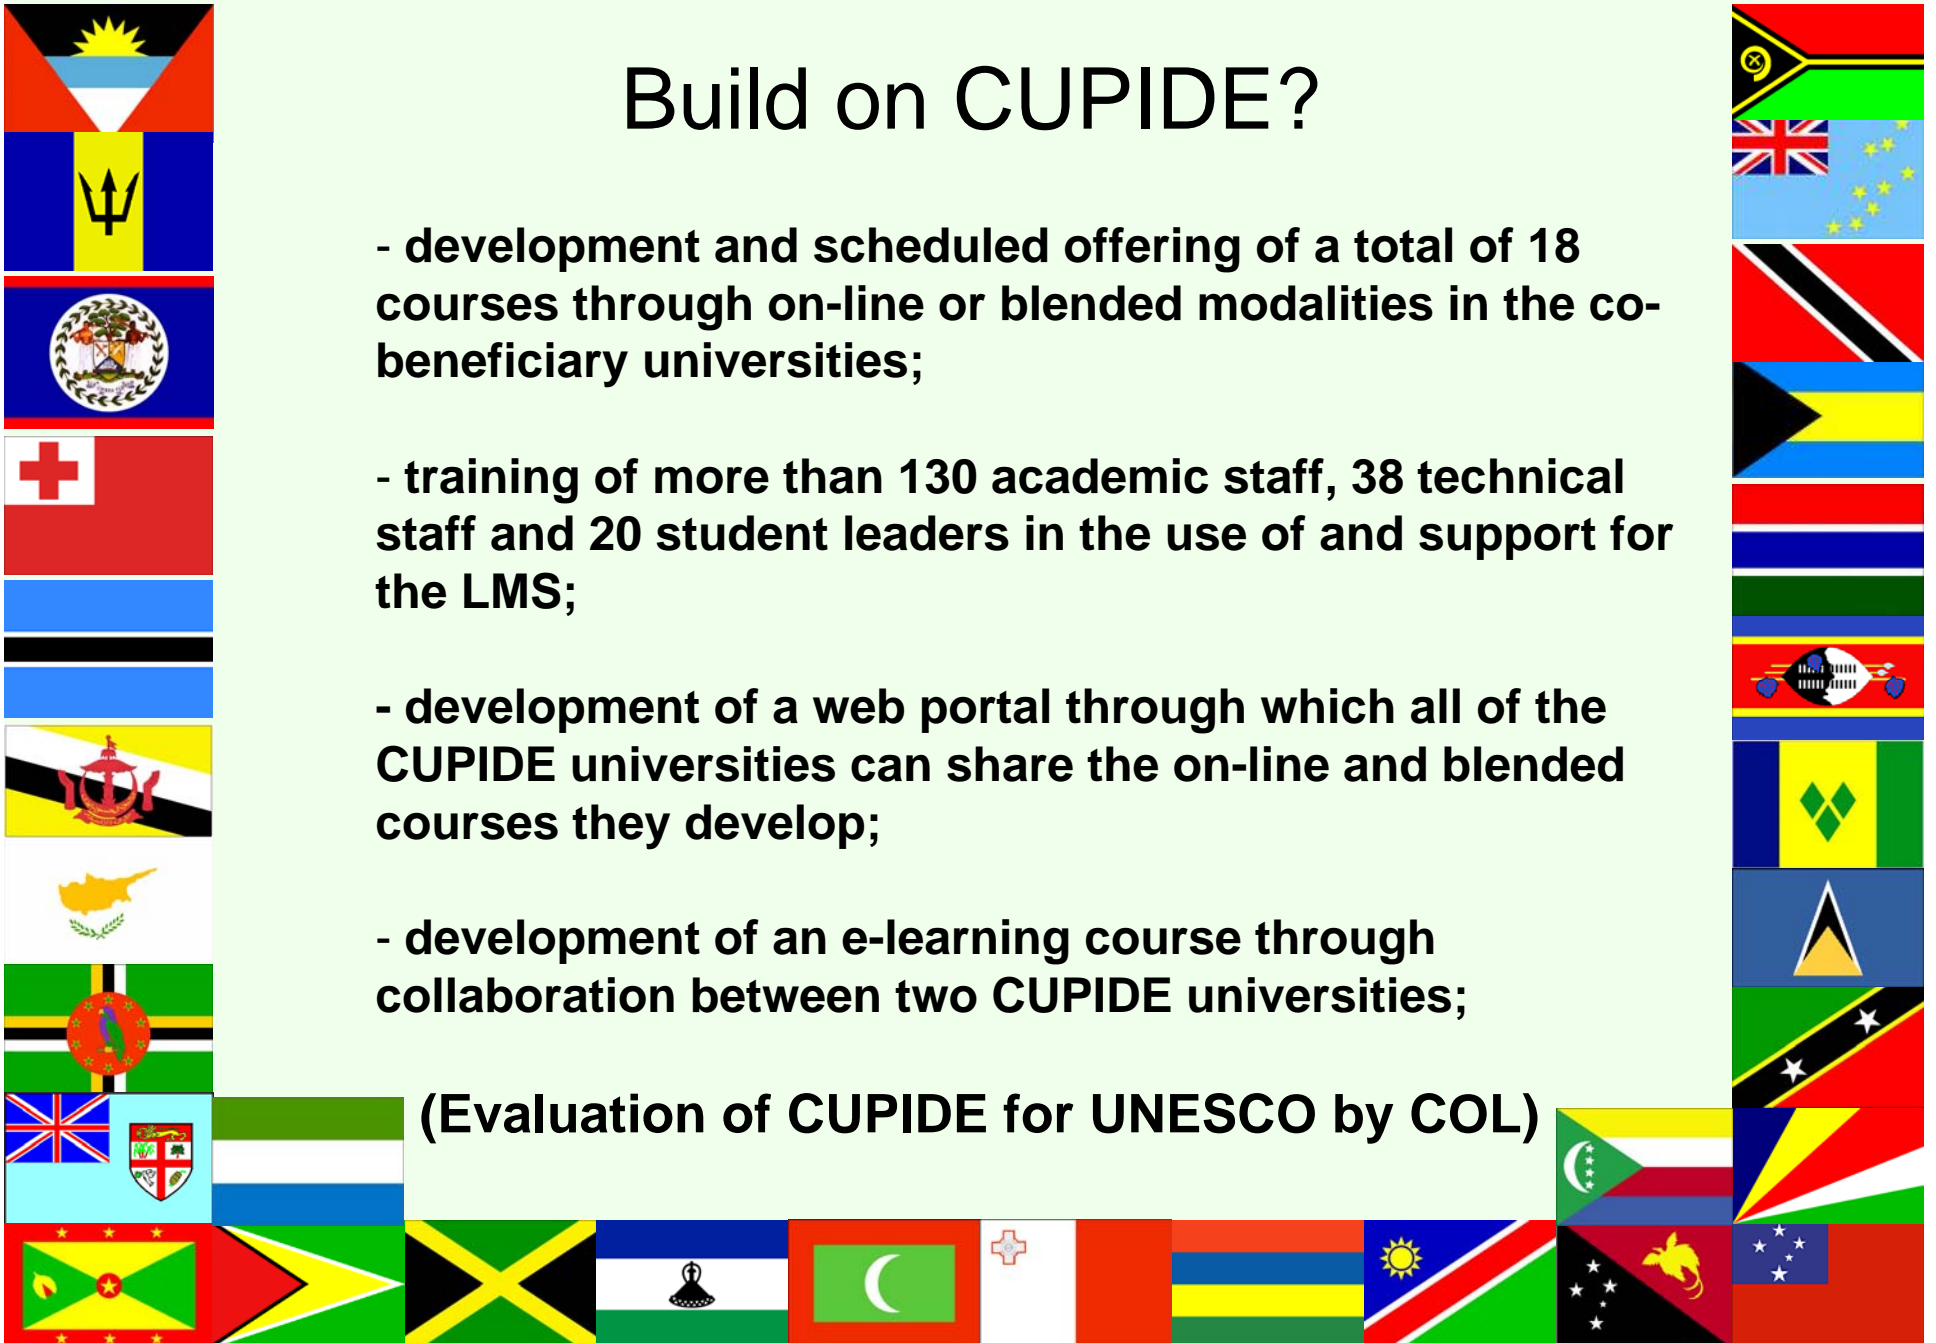 Build on CUPIDE?
- development and scheduled offering of a total of 18
courses through on-line or blended modalities in the co-
beneficiary universities;
- training of more than 130 academic staff, 38 technical
staff and 20 student leaders in the use of and support for
the LMS;
- development of a web portal through which all of the
CUPIDE universities can share the on-line and blended
courses they develop;
- development of an e-learning course through
collaboration between two CUPIDE universities;
(Evaluation of CUPIDE for UNESCO by COL)